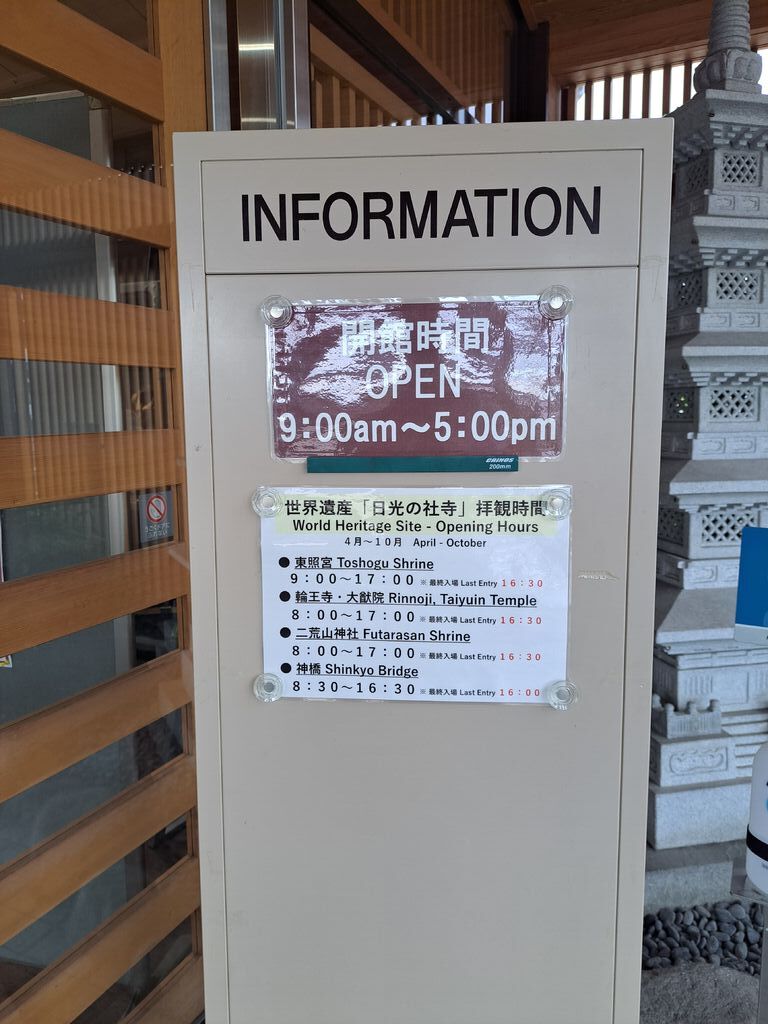 INFORMATION
開館時間
OPEN
9:00am～5:00pm
CRINOS
200mm
世界遺産「日光の社寺」拝観時間
World Heritage Site - Opening Hours
4月～10月 April - October
● 東照宮 Toshogu Shrine
9：00～17：00 ※ 最終入場 Last Entry 16：30
● 輪王寺・大猷院 Rinnoji, Taiyuin Temple
8：00～17：00 ※ 最終入場 Last Entry 16：30
● 二荒山神社 Futarasan Shrine
8：00～17：00 ※ 最終入場 Last Entry 16：30
● 神橋 Shinkyo Bridge
8：30～16：30 ※ 最終入場 Last Entry 16：00